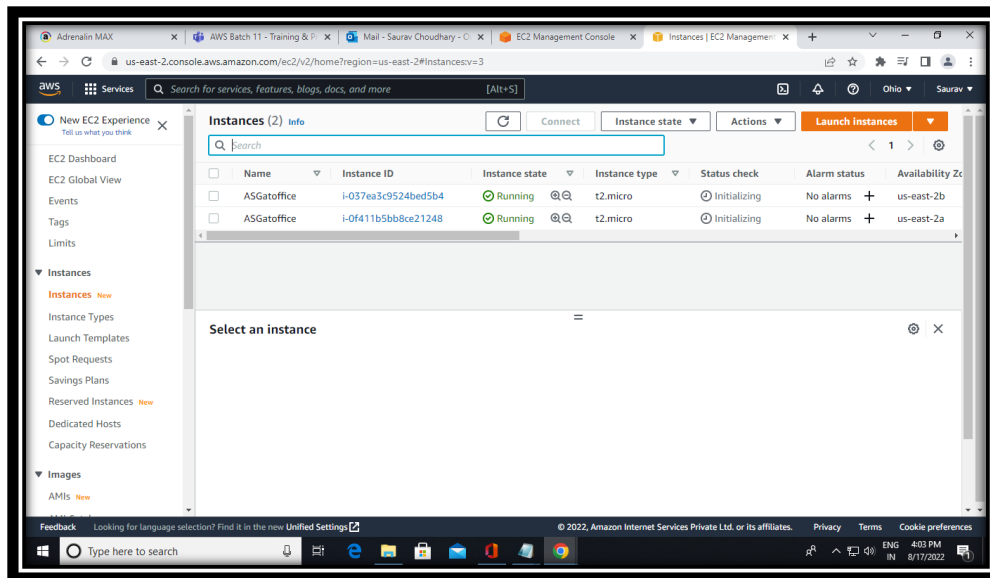 Adrenalin MAX
AWS Batch 11 - Training & Pr
Mail - Saurav Choudhary - O
EC2 Management Console
Instances | EC2 Management
us-east-2.console.aws.amazon.com/ec2/v2/home?region=us-east-2#Instances:v=3
aws Services Search for services, features, blogs, docs, and more [Alt+S] Ohio Saurav
New EC2 Experience
Tell us what you think
EC2 Dashboard
EC2 Global View
Events
Tags
Limits
Instances
Instances New
Instance Types
Launch Templates
Spot Requests
Savings Plans
Reserved Instances New
Dedicated Hosts
Capacity Reservations
Images
AMIs New
Instances (2) Info Connect Instance state Actions Launch instances
Search
1
Name Instance ID Instance state Instance type Status check Alarm status Availability Zo
ASGatoffice i-037ea3c9524bed5b4 Running t2.micro Initializing No alarms + us-east-2b
ASGatoffice i-0f411b5bb8ce21248 Running t2.micro Initializing No alarms + us-east-2a
Select an instance
Feedback Looking for language selection? Find it in the new Unified Settings © 2022, Amazon Internet Services Private Ltd. or its affiliates. Privacy Terms Cookie preferences
Type here to search
ENG 4:03 PM
IN 8/17/2022